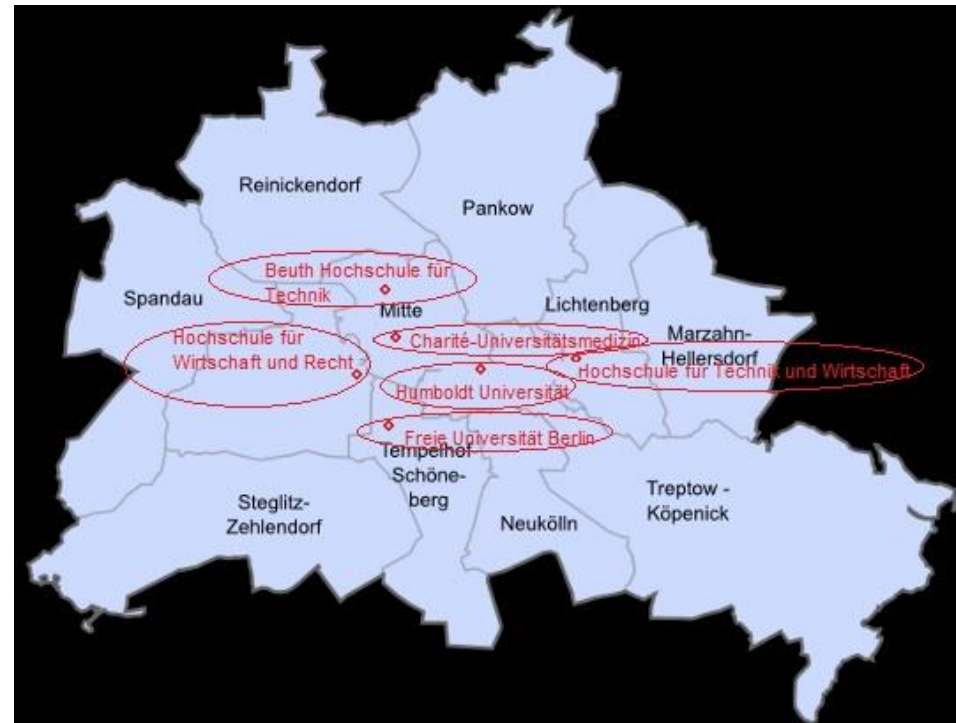 Reinickendorf
Pankow
Beuth Hochschule für
Technik
Spandau
Lichtenberg
Mitte
Hochschule für
Wirtschaft und Recht
Charité-Universitätsmedizin
Marzahn-
Hellersdorf
Hochschule für Technik und Wirtschaft
Humboldt Universität
Freie Universität Berlin
Tempelhof
Schöne-
berg
Steglitz-
Zehlendorf
Neukölln
Treptow -
Köpenick